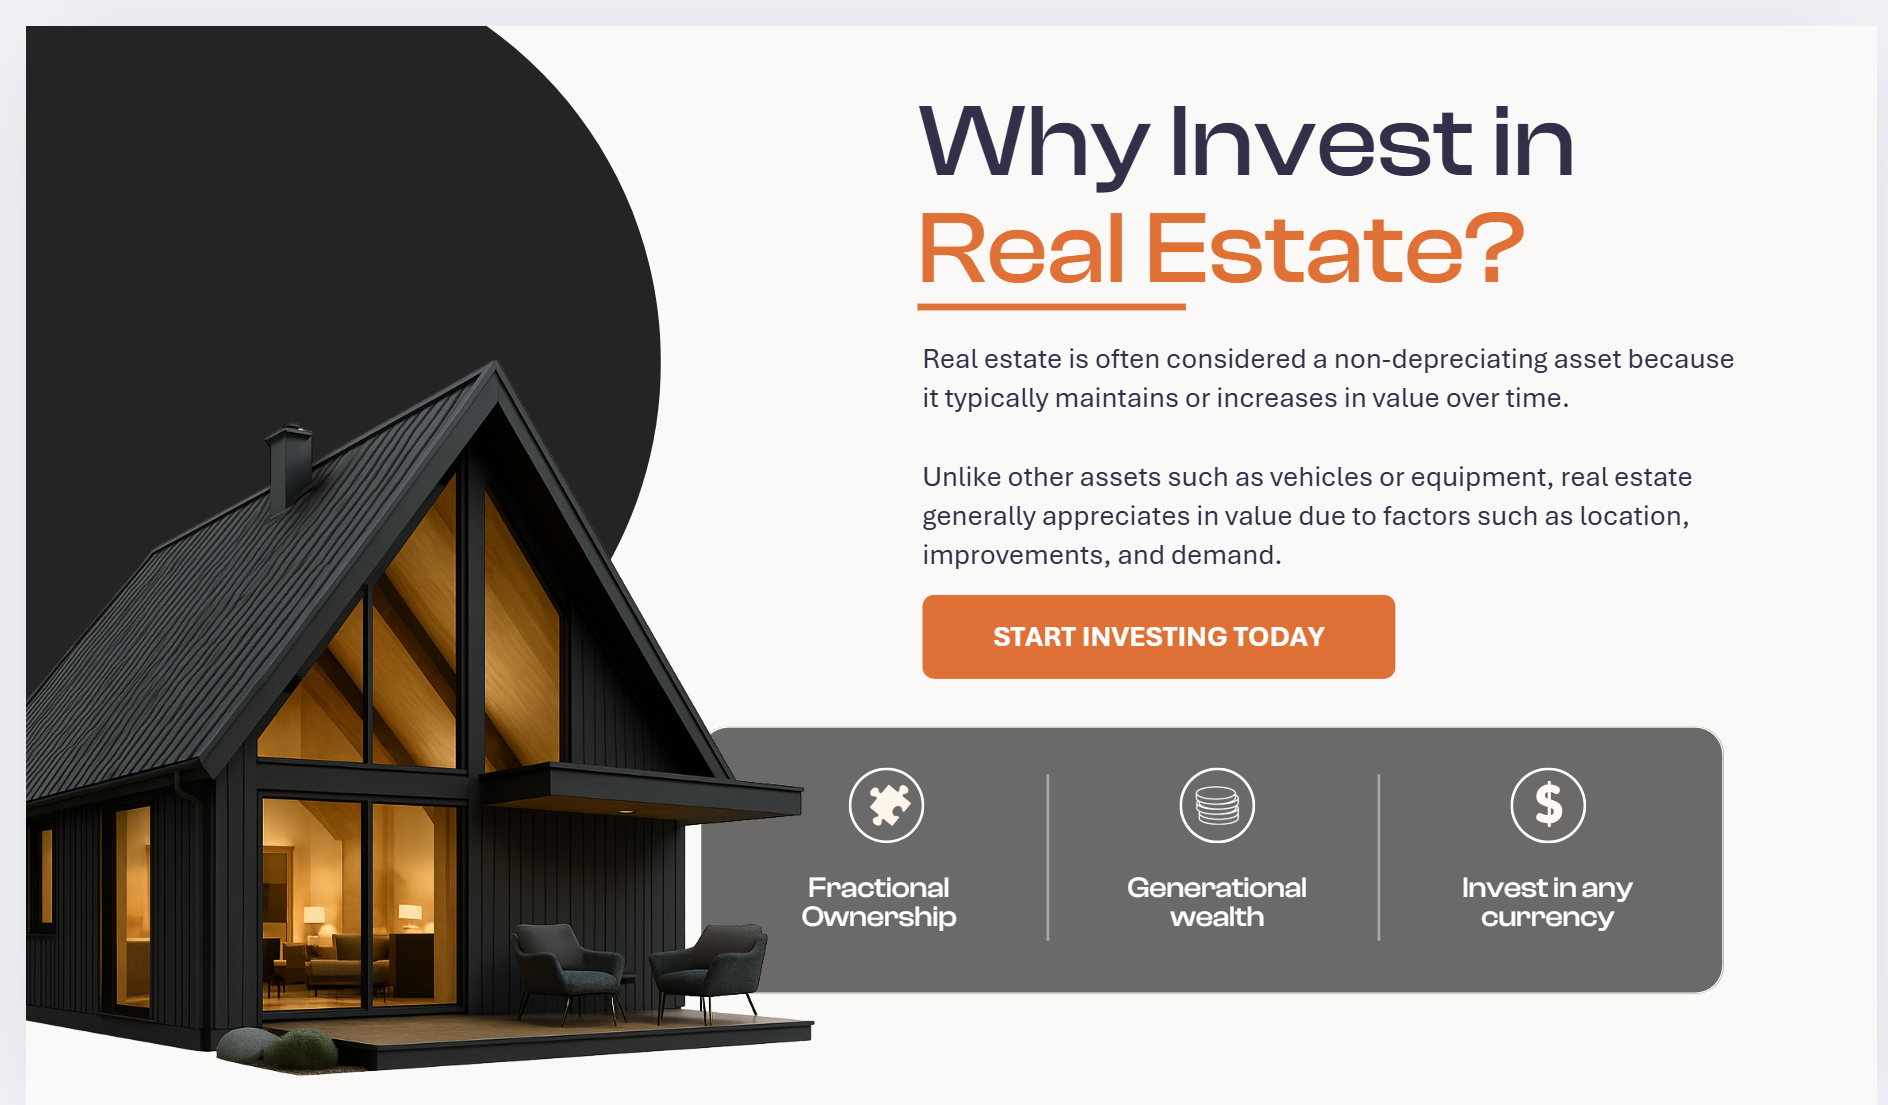 Why Invest in
Real Estate?
Real estate is often considered a non-depreciating asset because
it typically maintains or increases in value over time.
Unlike other assets such as vehicles or equipment, real estate
generally appreciates in value due to factors such as location,
improvements, and demand.
START INVESTING TODAY
Fractional
Ownership
Generational
wealth
$
Invest in any
currency